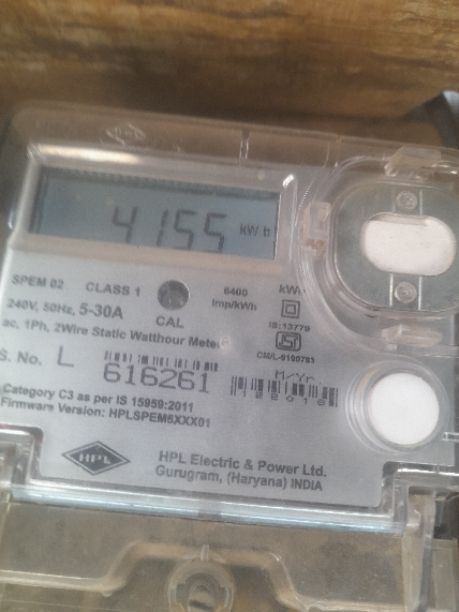 4155 kW h
SPEM 02 CLASS 1 6400 imp/kWh kWh
240V, 50Hz, 5-30A CAL IS:13779
ac, 1Ph, 2Wire Static Watthour Meter
CM/L-9100781
S. No. L 616261 M/Yr.
122016
Category C3 as per IS 15959:2011
Firmware Version: HPLSPEM6XXX01
HPL HPL Electric & Power Ltd.
Gurugram, (Haryana) INDIA